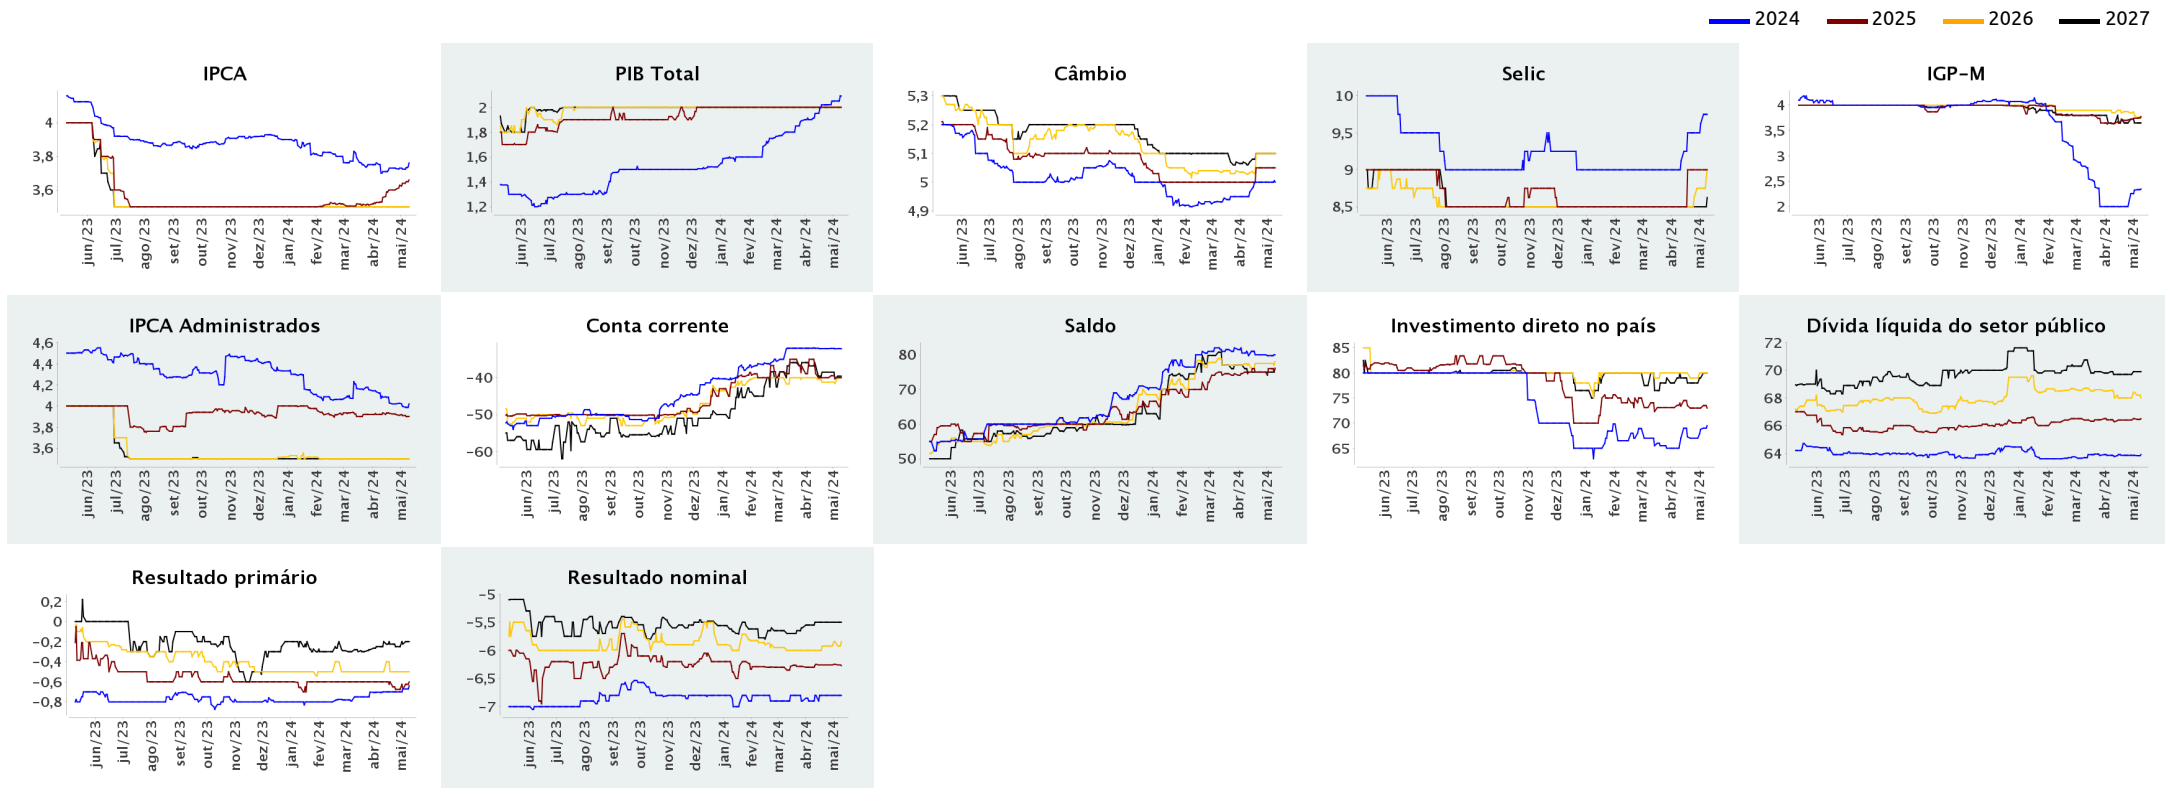 2024 2025 2026 2027
IPCA
4
3,8
3,6
jun/23 jul/23 ago/23 set/23 out/23 nov/23 dez/23 jan/24 fev/24 mar/24 abr/24 mai/24
PIB Total
2
1,8
1,6
1,4
1,2
jun/23 jul/23 ago/23 set/23 out/23 nov/23 dez/23 jan/24 fev/24 mar/24 abr/24 mai/24
Câmbio
5,3
5,2
5,1
5
4,9
jun/23 jul/23 ago/23 set/23 out/23 nov/23 dez/23 jan/24 fev/24 mar/24 abr/24 mai/24
Selic
10
9,5
9
8,5
jun/23 jul/23 ago/23 set/23 out/23 nov/23 dez/23 jan/24 fev/24 mar/24 abr/24 mai/24
IGP-M
4
3,5
3
2,5
2
jun/23 jul/23 ago/23 set/23 out/23 nov/23 dez/23 jan/24 fev/24 mar/24 abr/24 mai/24
IPCA Administrados
4,6
4,4
4,2
4
3,8
3,6
jun/23 jul/23 ago/23 set/23 out/23 nov/23 dez/23 jan/24 fev/24 mar/24 abr/24 mai/24
Conta corrente
-40
-50
-60
jun/23 jul/23 ago/23 set/23 out/23 nov/23 dez/23 jan/24 fev/24 mar/24 abr/24 mai/24
Saldo
80
70
60
50
jun/23 jul/23 ago/23 set/23 out/23 nov/23 dez/23 jan/24 fev/24 mar/24 abr/24 mai/24
Investimento direto no país
85
80
75
70
65
jun/23 jul/23 ago/23 set/23 out/23 nov/23 dez/23 jan/24 fev/24 mar/24 abr/24 mai/24
Dívida líquida do setor público
72
70
68
66
64
jun/23 jul/23 ago/23 set/23 out/23 nov/23 dez/23 jan/24 fev/24 mar/24 abr/24 mai/24
Resultado primário
0,2
0
-0,2
-0,4
-0,6
-0,8
jun/23 jul/23 ago/23 set/23 out/23 nov/23 dez/23 jan/24 fev/24 mar/24 abr/24 mai/24
Resultado nominal
-5
-5,5
-6
-6,5
-7
jun/23 jul/23 ago/23 set/23 out/23 nov/23 dez/23 jan/24 fev/24 mar/24 abr/24 mai/24